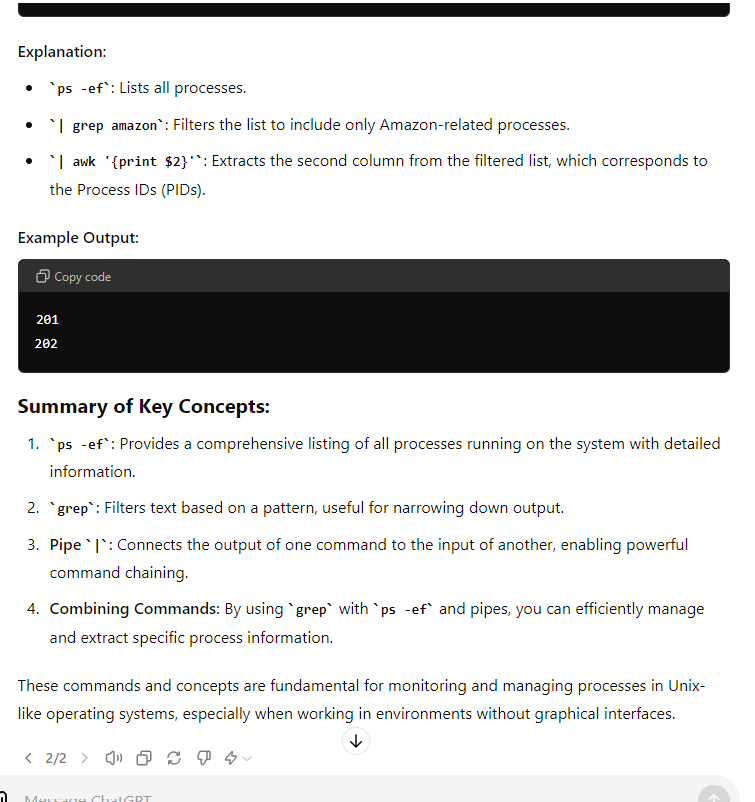 Explanation:
• `ps -ef`: Lists all processes.
• `| grep amazon`: Filters the list to include only Amazon-related processes.
• `| awk '{print $2}'`: Extracts the second column from the filtered list, which corresponds to
the Process IDs (PIDs).
Example Output:
Copy code
201
202
Summary of Key Concepts:
1. `ps -ef`: Provides a comprehensive listing of all processes running on the system with detailed
information.
2. `grep`: Filters text based on a pattern, useful for narrowing down output.
3. Pipe `|`: Connects the output of one command to the input of another, enabling powerful
command chaining.
4. Combining Commands: By using `grep` with `ps -ef` and pipes, you can efficiently manage
and extract specific process information.
These commands and concepts are fundamental for monitoring and managing processes in Unix-
like operating systems, especially when working in environments without graphical interfaces.
2/2
Message ChatGPT